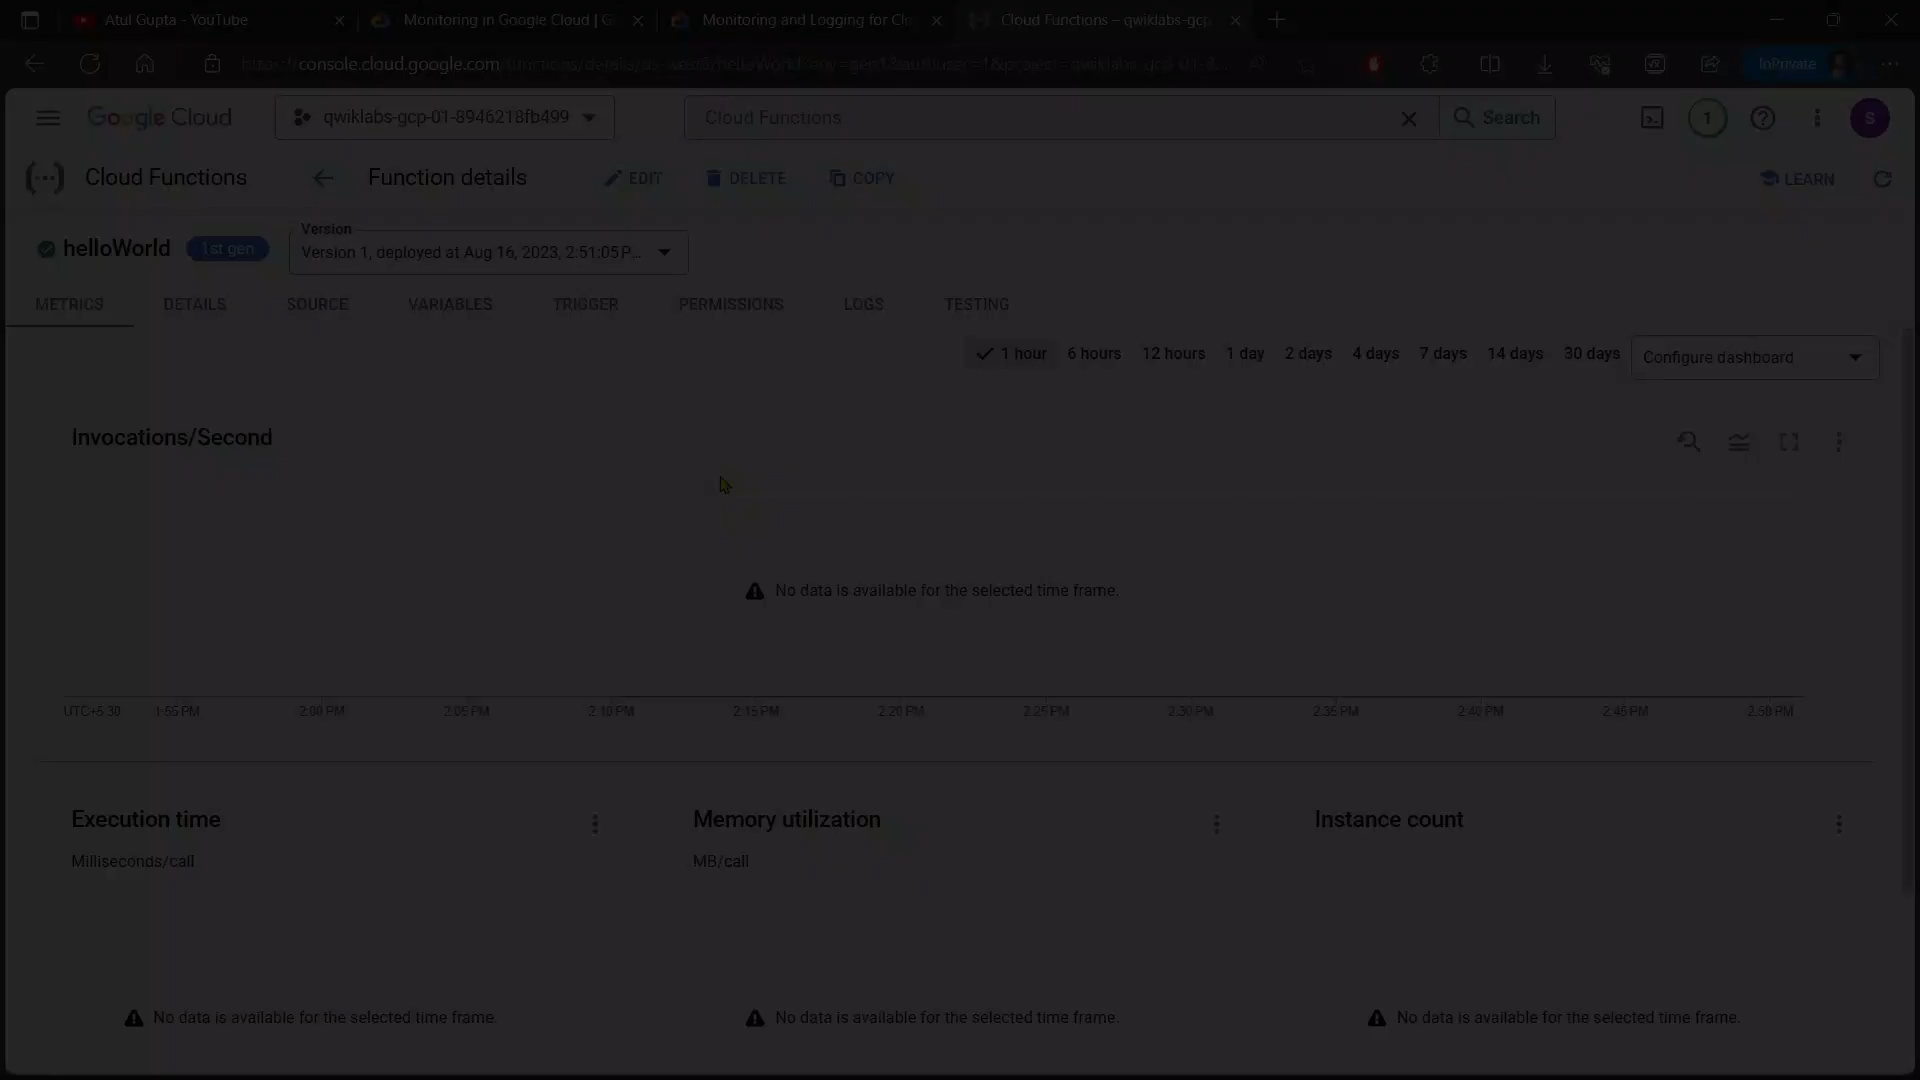 Atul Gupta - YouTube
Monitoring in Google Cloud | G
Monitoring and Logging for Clo
Cloud Functions – qwiklabs-gcp
console.cloud.google.com
InPrivate
Google Cloud
qwiklabs-gcp-01-8946218fb499
Cloud Functions
Search
1
S
Cloud Functions
Function details
EDIT
DELETE
COPY
LEARN
helloWorld
1st gen
Version
Version 1, deployed at Aug 16, 2023, 2:51:05 P...
METRICS
DETAILS
SOURCE
VARIABLES
TRIGGER
PERMISSIONS
LOGS
TESTING
1 hour
6 hours
12 hours
1 day
2 days
4 days
7 days
14 days
30 days
Configure dashboard
Invocations/Second
No data is available for the selected time frame.
UTC+5:30
1:55 PM
2:00 PM
2:05 PM
2:10 PM
2:15 PM
2:20 PM
2:25 PM
2:30 PM
2:35 PM
2:40 PM
2:45 PM
2:50 PM
Execution time
Milliseconds/call
Memory utilization
MB/call
Instance count
No data is available for the selected time frame.
No data is available for the selected time frame.
No data is available for the selected time frame.